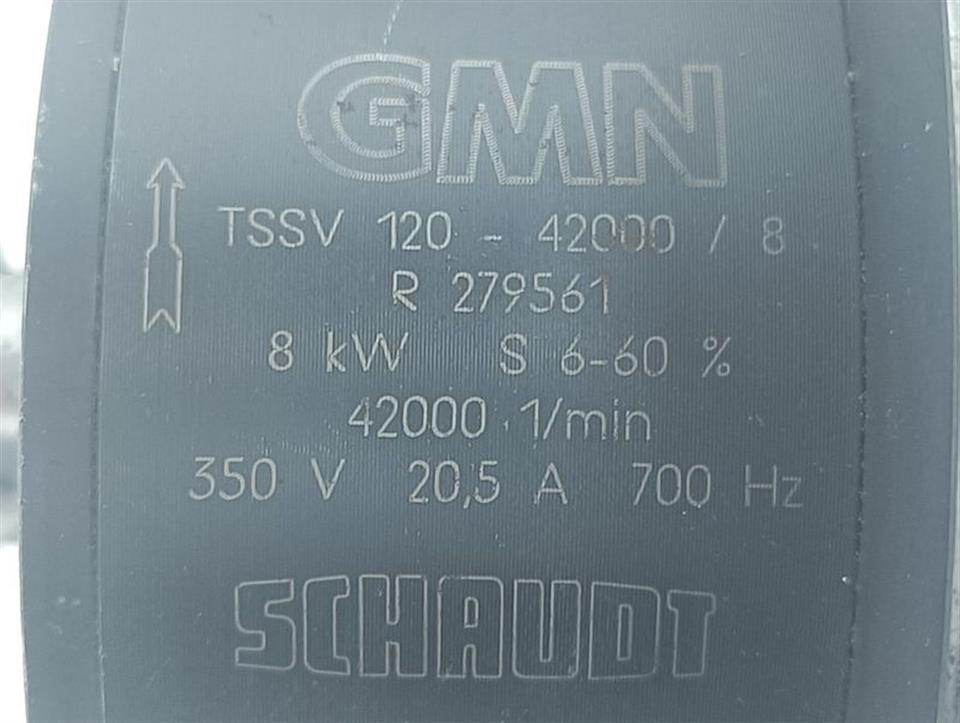 GMN
TSSV 120 - 42000 / 8
R 279561
8 kW S 6-60 %
42000 1/min
350 V 20,5 A 700 Hz
SCHAUDT